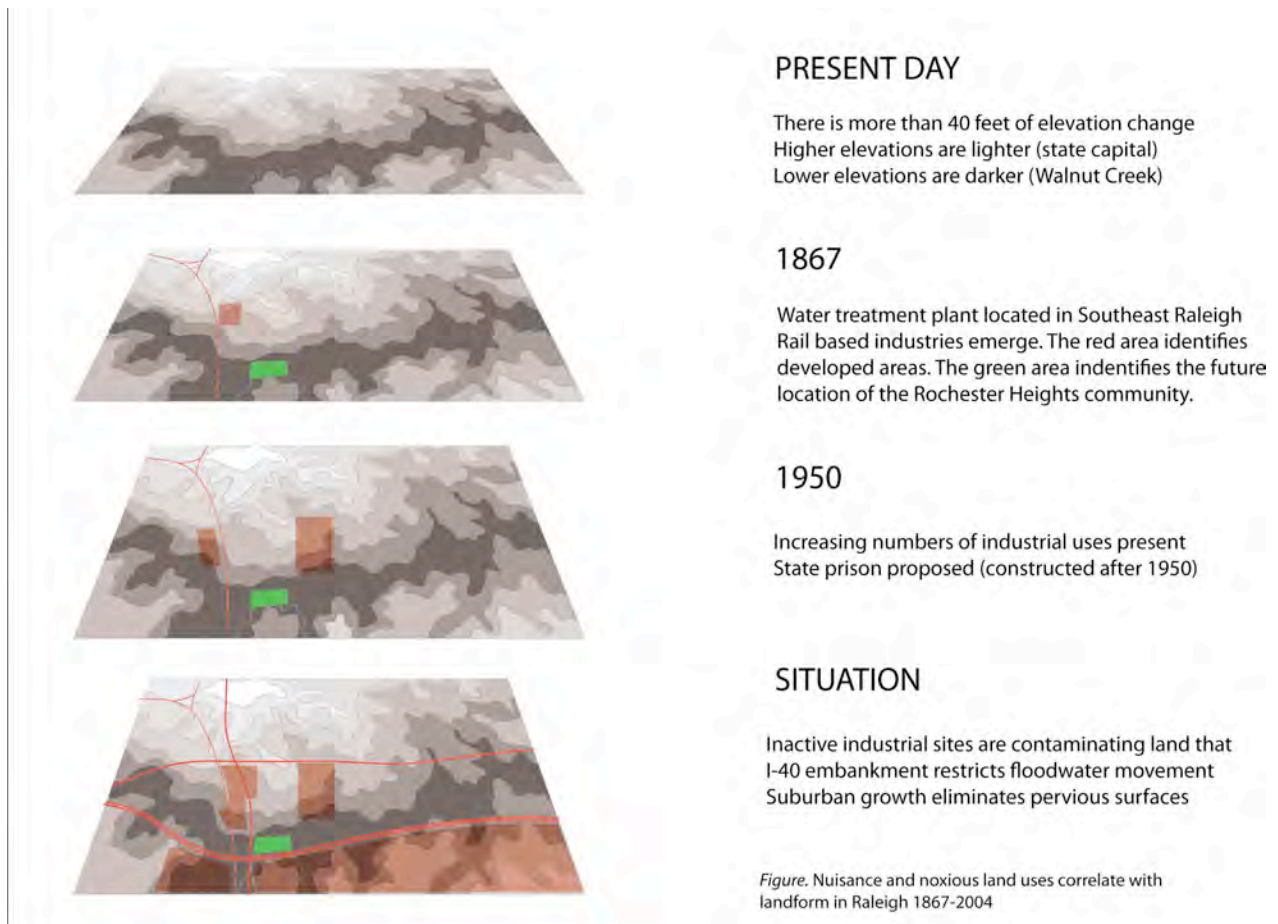 PRESENT DAY
There is more than 40 feet of elevation change
Higher elevations are lighter (state capital)
Lower elevations are darker (Walnut Creek)
1867
Water treatment plant located in Southeast Raleigh
Rail based industries emerge. The red area identifies
developed areas. The green area indentifies the future
location of the Rochester Heights community.
1950
Increasing numbers of industrial uses present
State prison proposed (constructed after 1950)
SITUATION
Inactive industrial sites are contaminating land that
I-40 embankment restricts floodwater movement
Suburban growth eliminates pervious surfaces
Figure. Nuisance and noxious land uses correlate with
landform in Raleigh 1867-2004